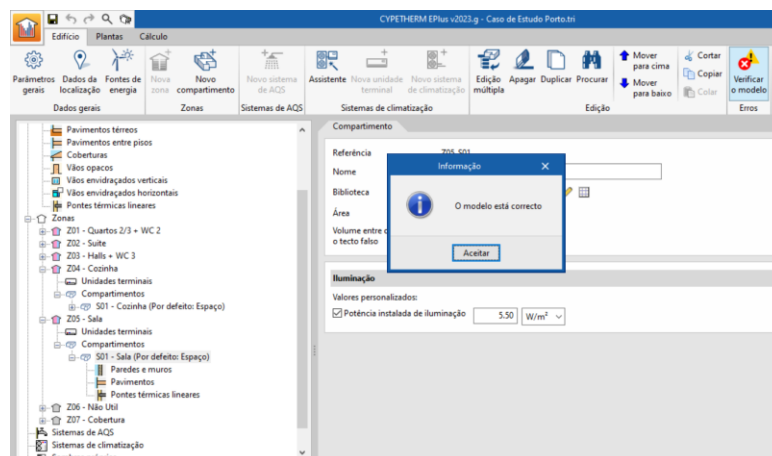 CYPETHERM EPlus v2023.g - Caso de Estudo Porto.tri
Edifício Plantas Cálculo
Parâmetros gerais
Dados da localização
Fontes de energia
Nova zona
Novo compartimento
Novo sistema de AQS
Assistente
Nova unidade terminal
Novo sistema de climatização
Edição múltipla
Apagar
Duplicar
Procurar
Mover para cima
Mover para baixo
Cortar
Copiar
Colar
Verificar o modelo
Dados gerais
Zonas
Sistemas de AQS
Sistemas de climatização
Edição
Erros
Pavimentos térreos
Pavimentos entre pisos
Coberturas
Vãos opacos
Vãos envidraçados verticais
Vãos envidraçados horizontais
Pontes térmicas lineares
Zonas
Z01 - Quartos 2/3 + WC 2
Z02 - Suite
Z03 - Halls + WC 3
Z04 - Cozinha
Unidades terminais
Compartimentos
S01 - Cozinha (Por defeito: Espaço)
Z05 - Sala
Unidades terminais
Compartimentos
S01 - Sala (Por defeito: Espaço)
Paredes e muros
Pavimentos
Pontes térmicas lineares
Z06 - Não Util
Z07 - Cobertura
Sistemas de AQS
Sistemas de climatização
Compartimento
Referência Z05_S01
Nome
Biblioteca
Área
Volume entre
o tecto falso
Informação
O modelo está correcto
Aceitar
Iluminação
Valores personalizados:
Potência instalada de iluminação 5.50 W/m²